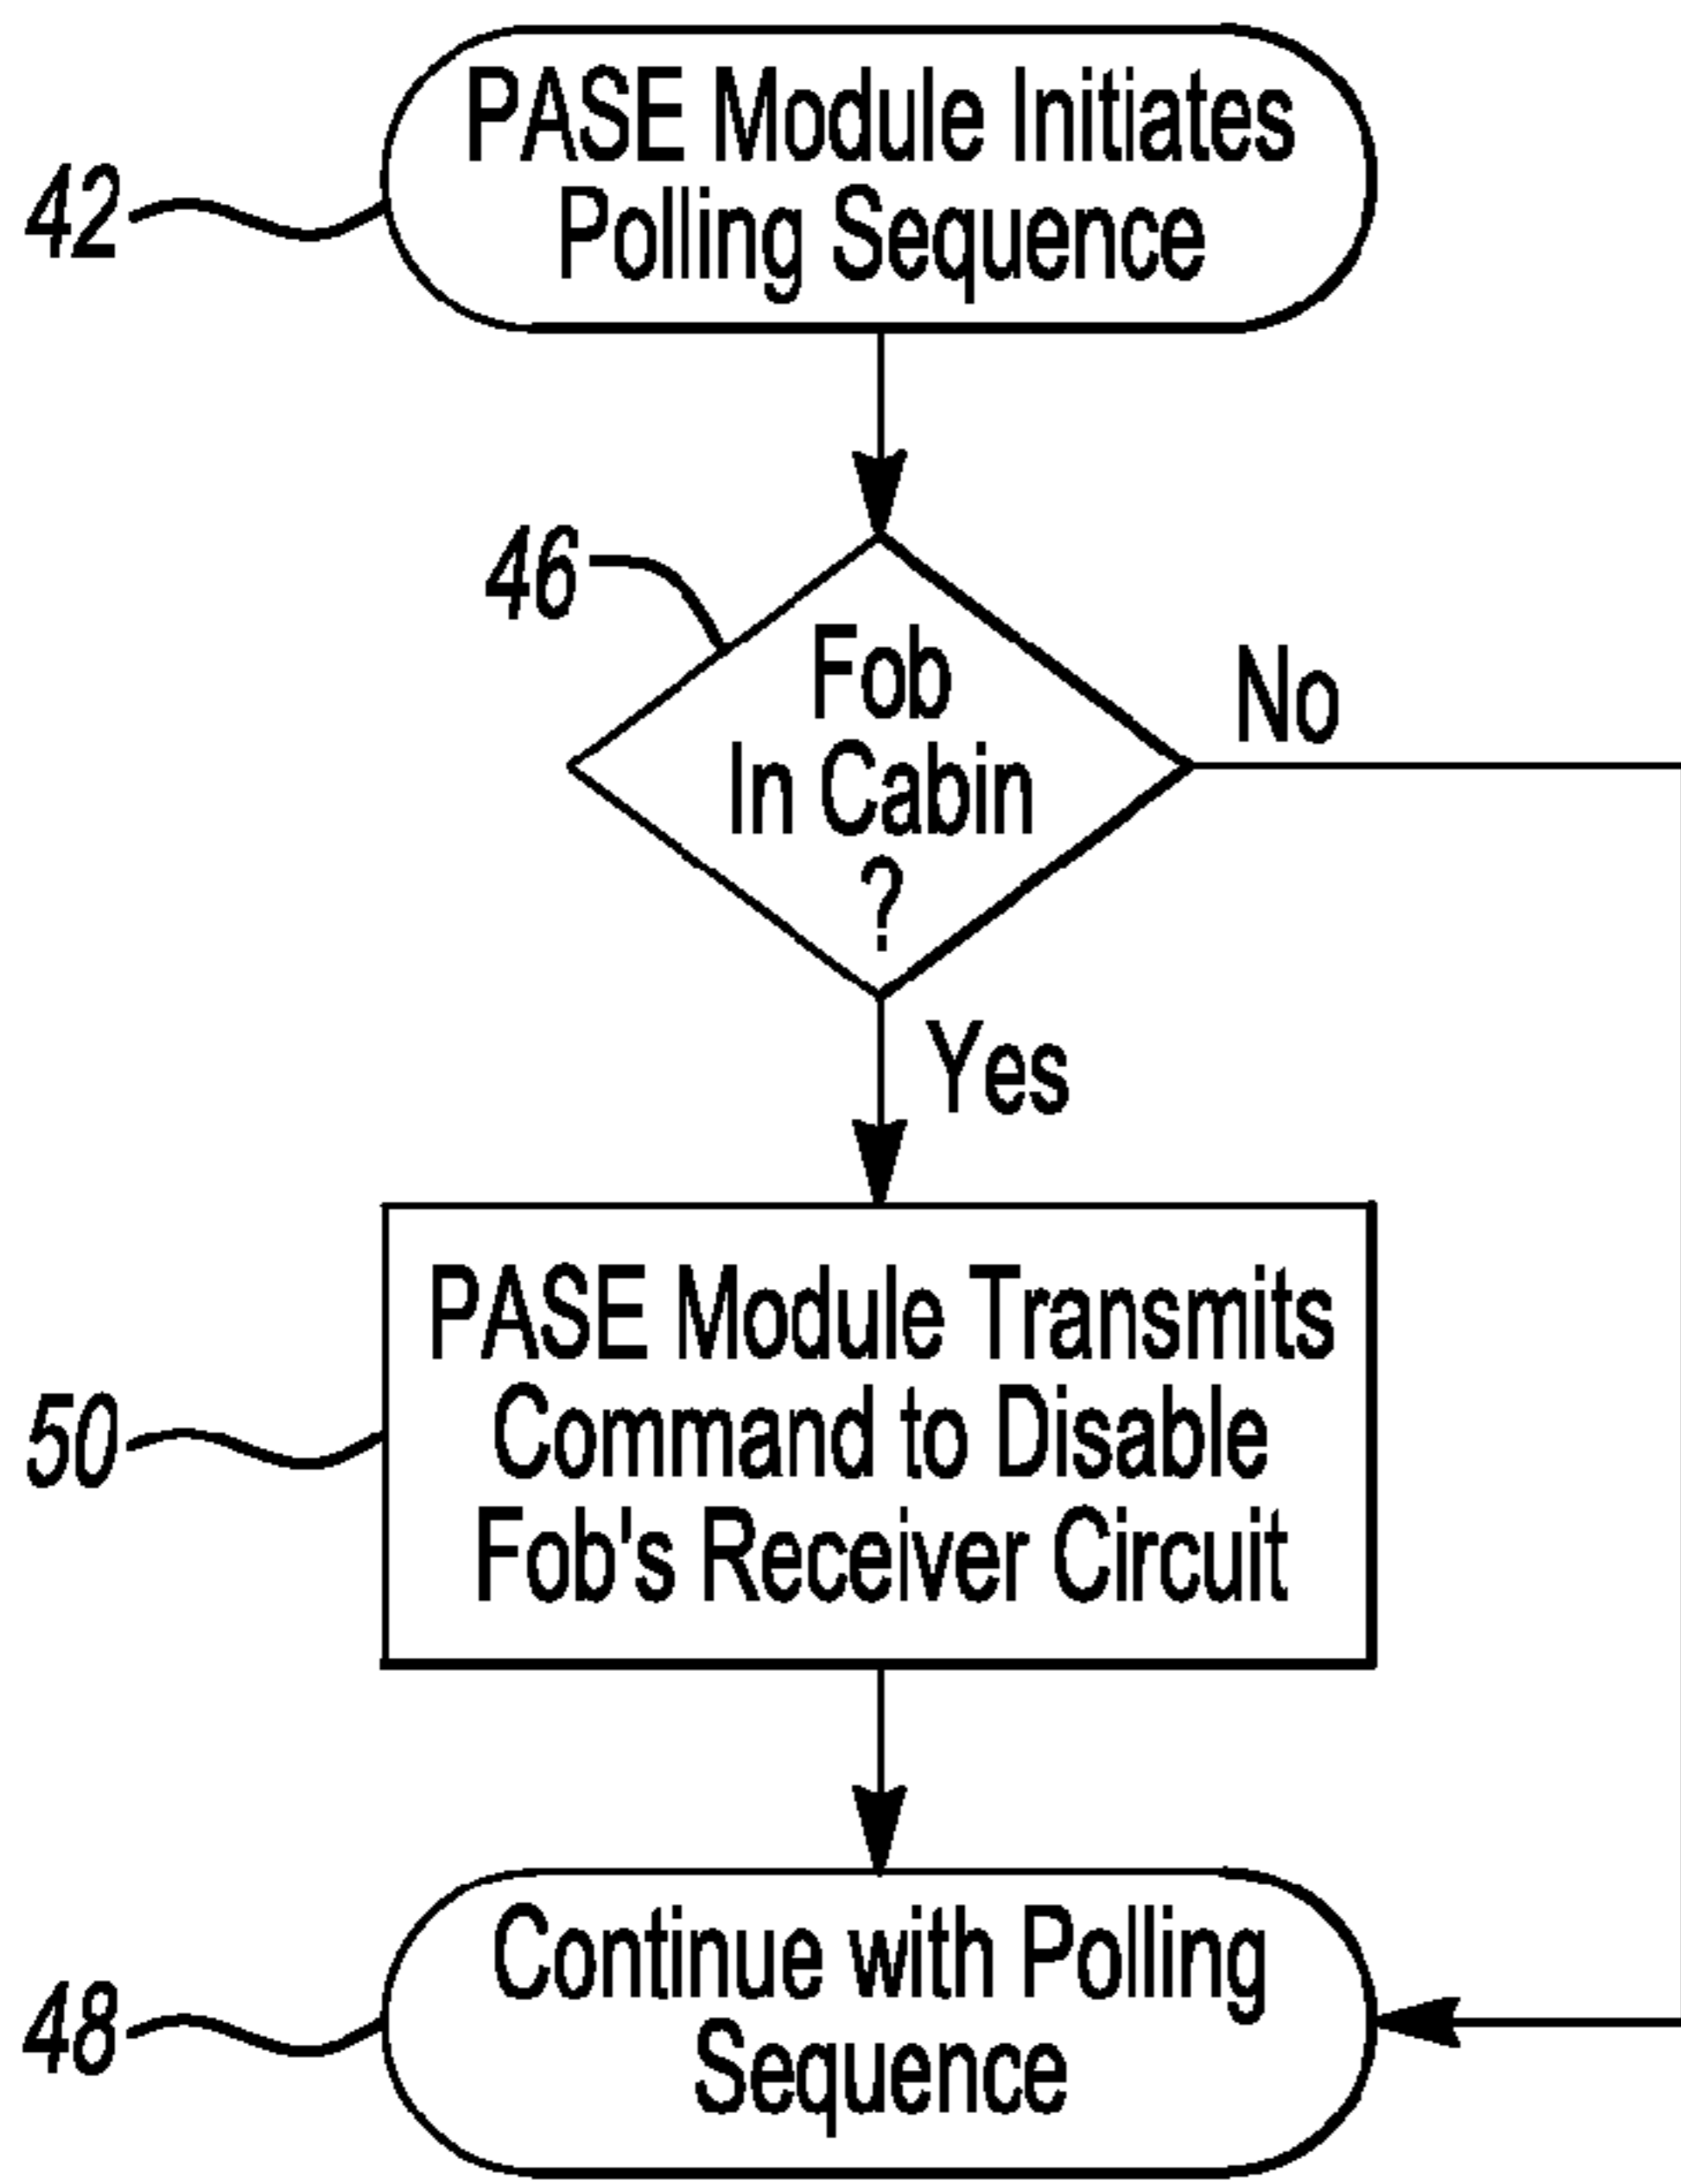 PASE Module Initiates
Polling Sequence
42
46
Fob
In Cabin
?
No
Yes
PASE Module Transmits
Command to Disable
Fob's Receiver Circuit
50
Continue with Polling
Sequence
48